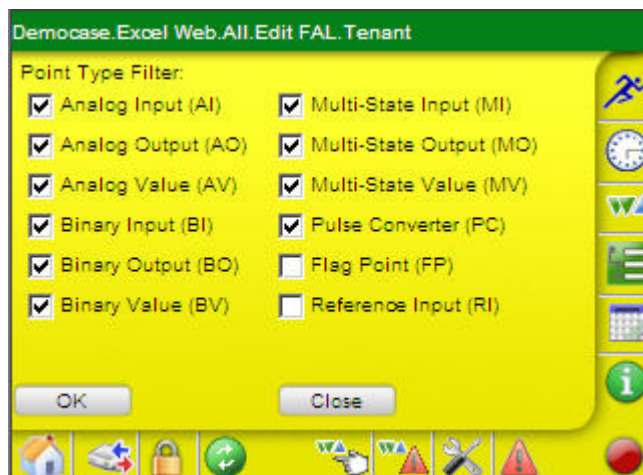 Democase.Excel Web.All.Edit FAL.Tenant
Point Type Filter:
Analog Input (AI)
Multi-State Input (MI)
Analog Output (AO)
Multi-State Output (MO)
Analog Value (AV)
Multi-State Value (MV)
Binary Input (BI)
Pulse Converter (PC)
Binary Output (BO)
Flag Point (FP)
Binary Value (BV)
Reference Input (RI)
OK
Close